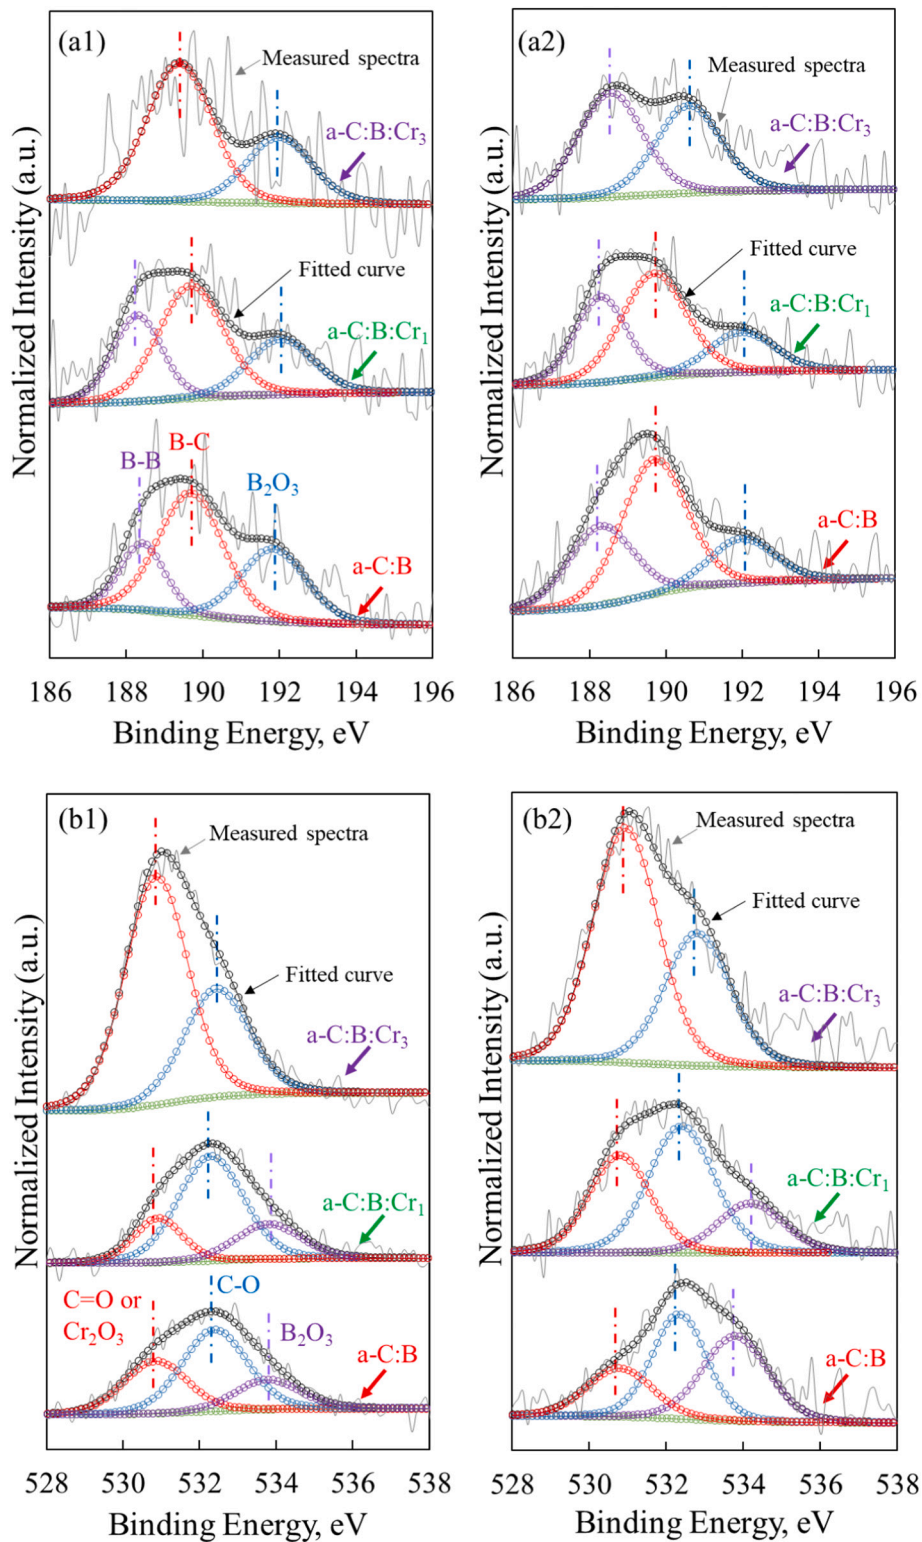 (a1)
Measured spectra
a-C:B:Cr3
Fitted curve
a-C:B:Cr1
B-B
B-C
B2O3
a-C:B
Normalized Intensity (a.u.)
186 188 190 192 194 196
Binding Energy, eV
(a2)
Measured spectra
a-C:B:Cr3
Fitted curve
a-C:B:Cr1
a-C:B
Normalized Intensity (a.u.)
186 188 190 192 194 196
Binding Energy, eV
(b1)
Measured spectra
Fitted curve
a-C:B:Cr3
a-C:B:Cr1
C=O or
Cr2O3
C-O
B2O3
a-C:B
Normalized Intensity (a.u.)
528 530 532 534 536 538
Binding Energy, eV
(b2)
Measured spectra
Fitted curve
a-C:B:Cr3
a-C:B:Cr1
a-C:B
Normalized Intensity (a.u.)
528 530 532 534 536 538
Binding Energy, eV